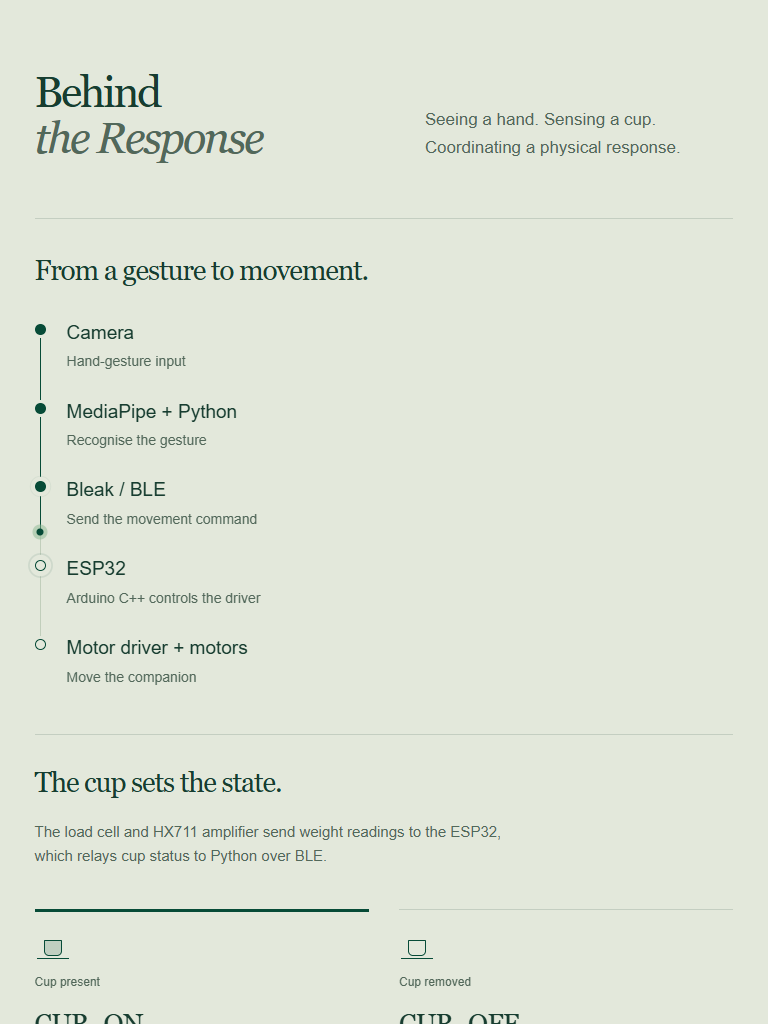 Behind
the Response
Seeing a hand. Sensing a cup.
Coordinating a physical response.
From a gesture to movement.
Camera
Hand-gesture input
MediaPipe + Python
Recognise the gesture
Bleak / BLE
Send the movement command
ESP32
Arduino C++ controls the driver
Motor driver + motors
Move the companion
The cup sets the state.
The load cell and HX711 amplifier send weight readings to the ESP32,
which relays cup status to Python over BLE.
Cup present
Cup removed
CUP_ON
CUP_OFF